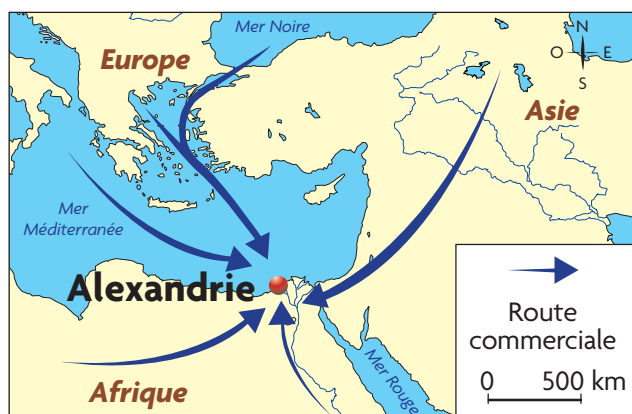 Mer Noire
Europe
N
O E
S
Asie
Mer
Méditerranée
Alexandrie
Afrique
Mer Rouge
Route
commerciale
0 500 km